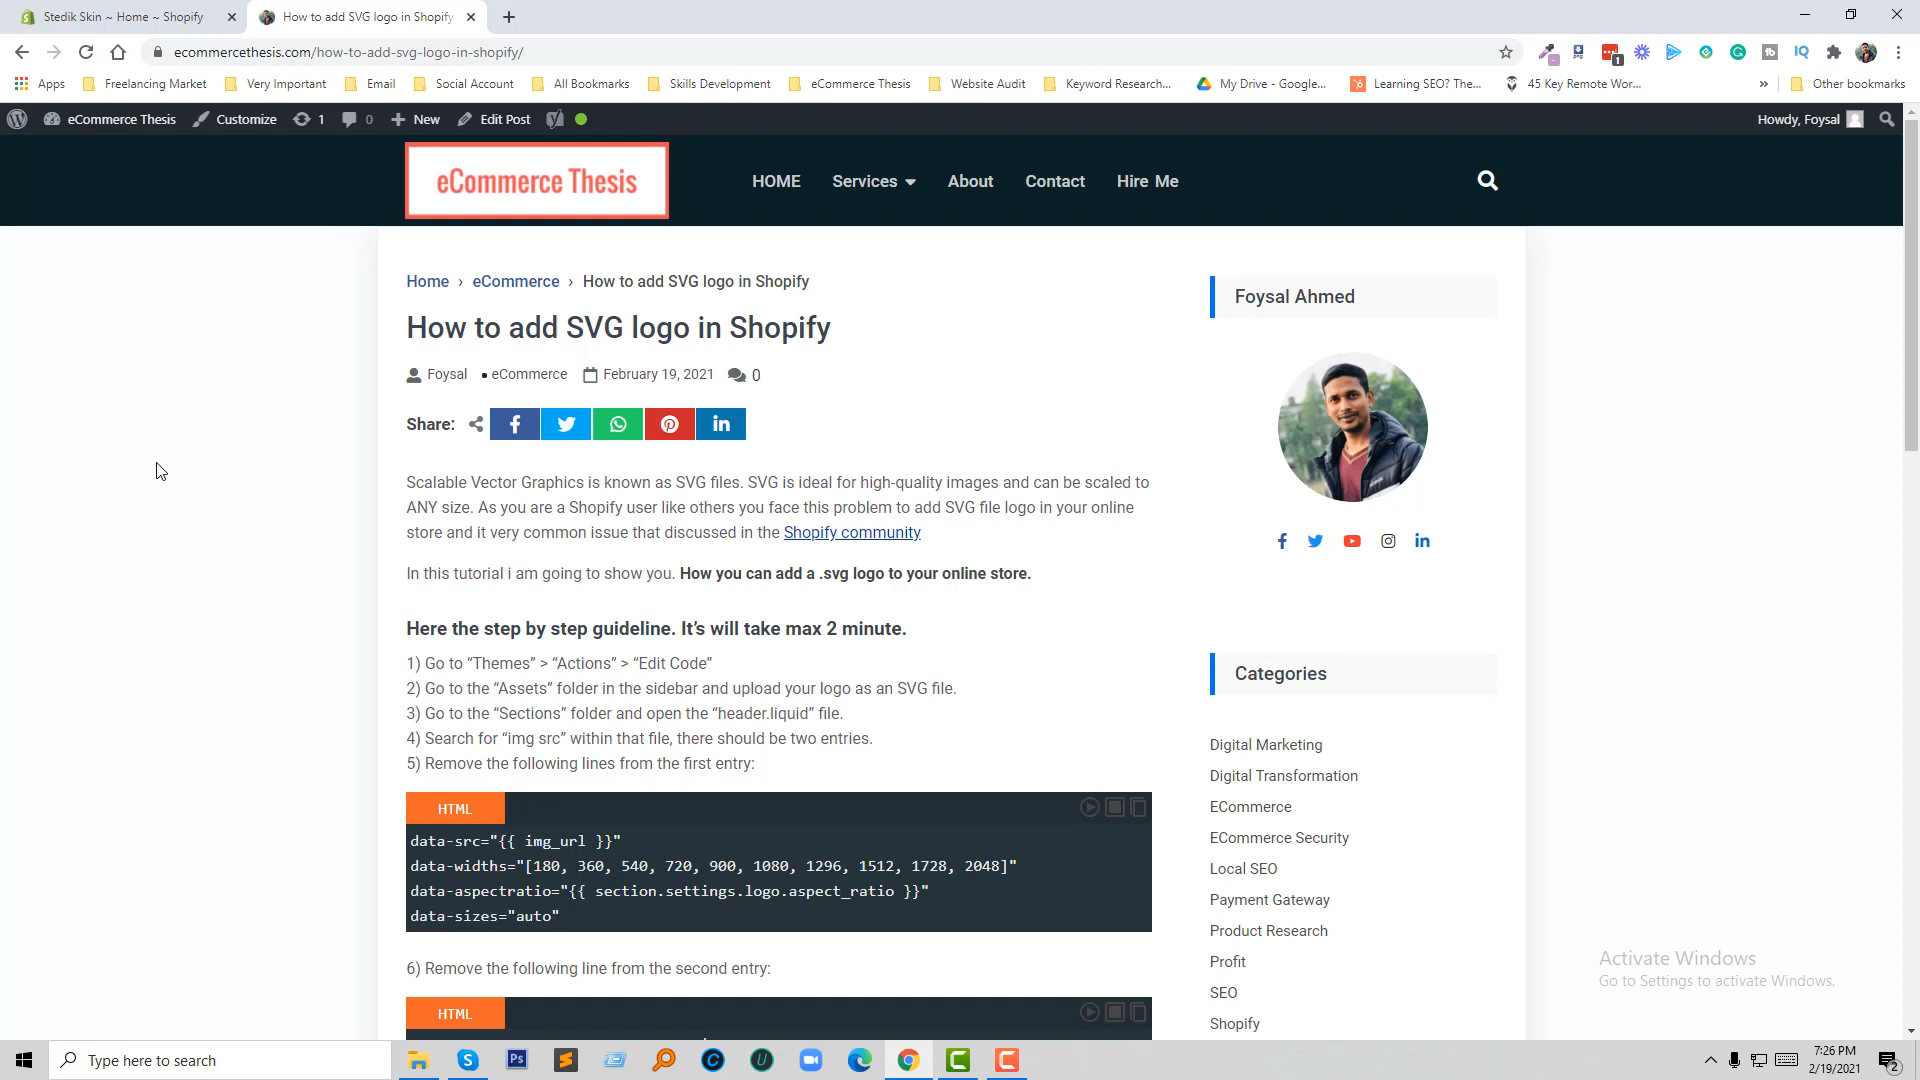 Stedik Skin ~ Home ~ Shopify
How to add SVG logo in Shopify
ecommercethesis.com/how-to-add-svg-logo-in-shopify/
Apps
Freelancing Market
Very Important
Email
Social Account
All Bookmarks
Skills Development
eCommerce Thesis
Website Audit
Keyword Research...
My Drive - Google...
Learning SEO? The...
45 Key Remote Wor...
»
Other bookmarks
eCommerce Thesis
Customize
1
0
New
Edit Post
Howdy, Foysal
eCommerce Thesis
HOME
Services
About
Contact
Hire Me
Home › eCommerce › How to add SVG logo in Shopify
How to add SVG logo in Shopify
Foysal
eCommerce
February 19, 2021
0
Share:
Scalable Vector Graphics is known as SVG files. SVG is ideal for high-quality images and can be scaled to
ANY size. As you are a Shopify user like others you face this problem to add SVG file logo in your online
store and it very common issue that discussed in the Shopify community
In this tutorial i am going to show you. How you can add a .svg logo to your online store.
Here the step by step guideline. It’s will take max 2 minute.
1) Go to “Themes” > “Actions” > “Edit Code”
2) Go to the “Assets” folder in the sidebar and upload your logo as an SVG file.
3) Go to the “Sections” folder and open the “header.liquid” file.
4) Search for “img src” within that file, there should be two entries.
5) Remove the following lines from the first entry:
HTML
data-src="{{ img_url }}"
data-widths="[180, 360, 540, 720, 900, 1080, 1296, 1512, 1728, 2048]"
data-aspectratio="{{ section.settings.logo.aspect_ratio }}"
data-sizes="auto"
6) Remove the following line from the second entry:
HTML
Foysal Ahmed
Categories
Digital Marketing
Digital Transformation
ECommerce
ECommerce Security
Local SEO
Payment Gateway
Product Research
Profit
SEO
Shopify
Activate Windows
Go to Settings to activate Windows.
Type here to search
7:26 PM
2/19/2021
2